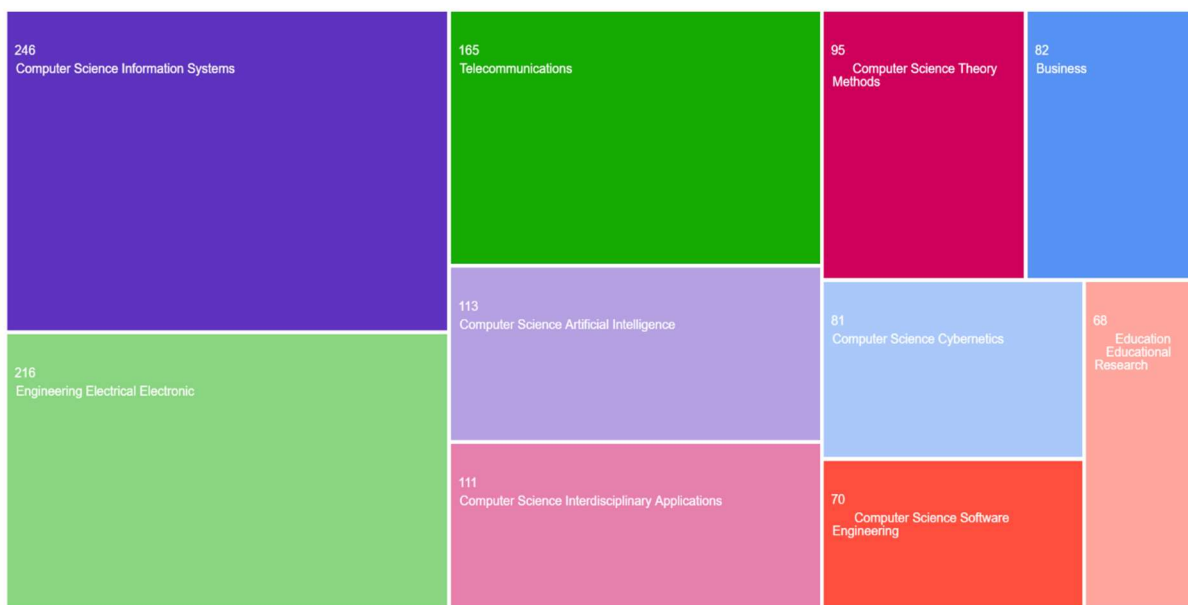 246
Computer Science Information Systems
216
Engineering Electrical Electronic
165
Telecommunications
113
Computer Science Artificial Intelligence
111
Computer Science Interdisciplinary Applications
95
Computer Science Theory
Methods
82
Business
81
Computer Science Cybernetics
70
Computer Science Software
Engineering
68
Education
Educational
Research